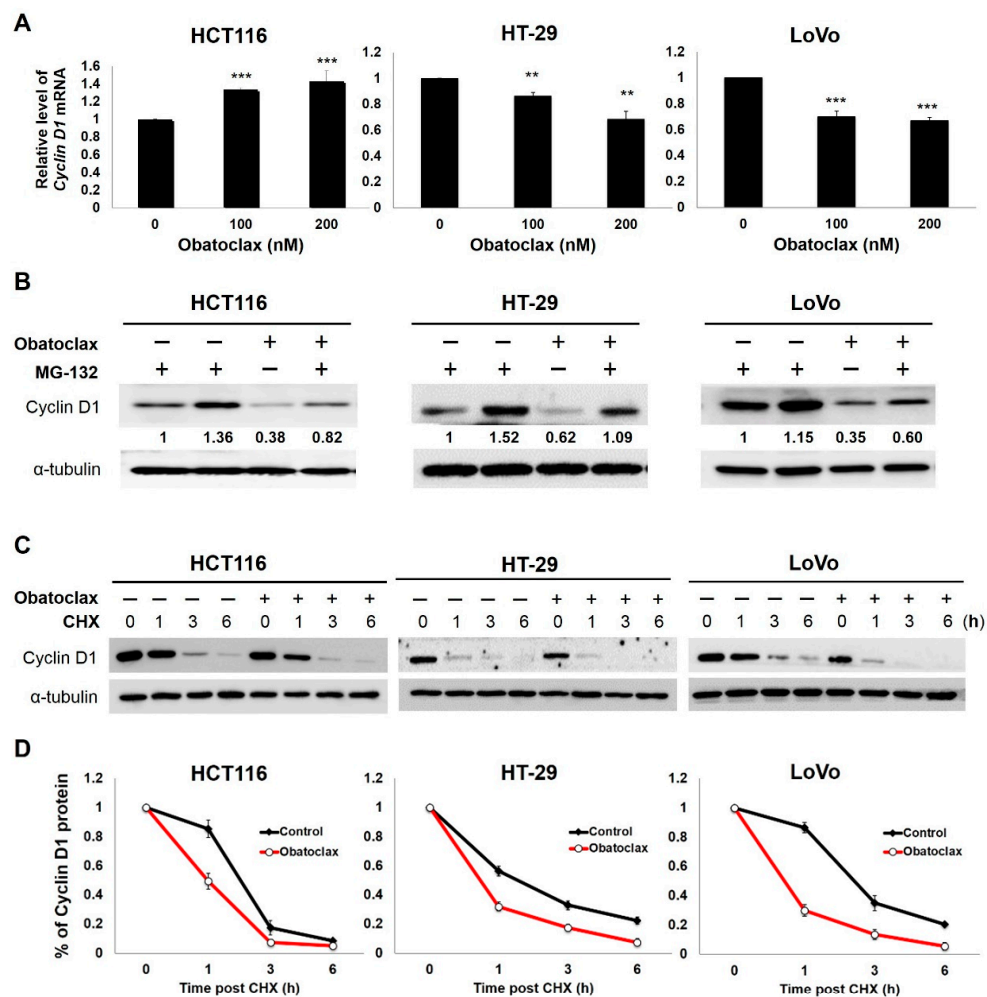 A
HCT116
HT-29
LoVo
Relative level of
Cyclin D1 mRNA
1.6
1.4
1.2
1
0.8
0.6
0.4
0.2
0
***
***
0
100
200
Obatoclax (nM)
1.2
1
0.8
0.6
0.4
0.2
0
**
**
0
100
200
Obatoclax (nM)
1.2
1
0.8
0.6
0.4
0.2
0
***
***
0
100
200
Obatoclax (nM)
B
HCT116
HT-29
LoVo
Obatoclax − − + + − − + + − − + +
MG-132 + + − + + + − + + + − +
Cyclin D1
1 1.36 0.38 0.82 1 1.52 0.62 1.09 1 1.15 0.35 0.60
α-tubulin
C
HCT116
HT-29
LoVo
Obatoclax − − − − + + + + − − − − + + + + − − − − + + + +
CHX 0 1 3 6 0 1 3 6 0 1 3 6 0 1 3 6 0 1 3 6 0 1 3 6 (h)
Cyclin D1
α-tubulin
D
HCT116
HT-29
LoVo
% of Cyclin D1 protein
1.2
1
0.8
0.6
0.4
0.2
0
Control
Obatoclax
0 1 3 6
Time post CHX (h)
1.2
1
0.8
0.6
0.4
0.2
0
Control
Obatoclax
0 1 3 6
Time post CHX (h)
1.2
1
0.8
0.6
0.4
0.2
0
Control
Obatoclax
0 1 3 6
Time post CHX (h)